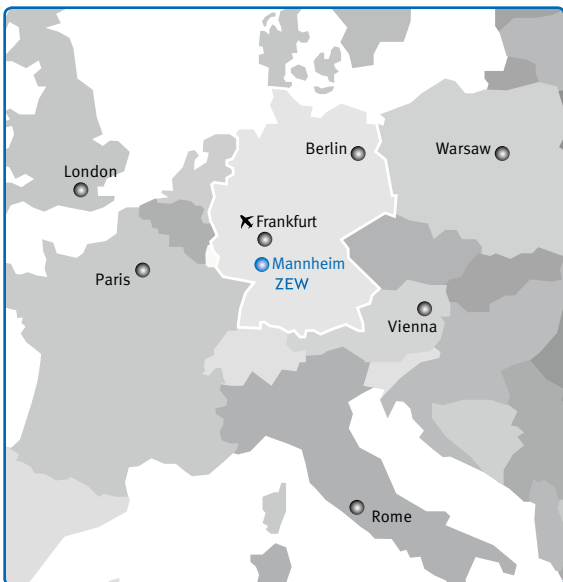 Berlin
Warsaw
London
Frankfurt
Mannheim
ZEW
Paris
Vienna
Rome